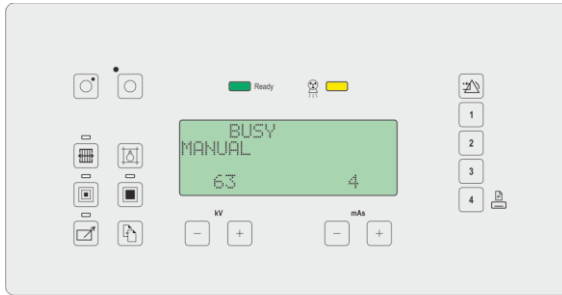 Ready
BUSY
MANUAL
63 4
kV mAs
- + - +
1
2
3
4